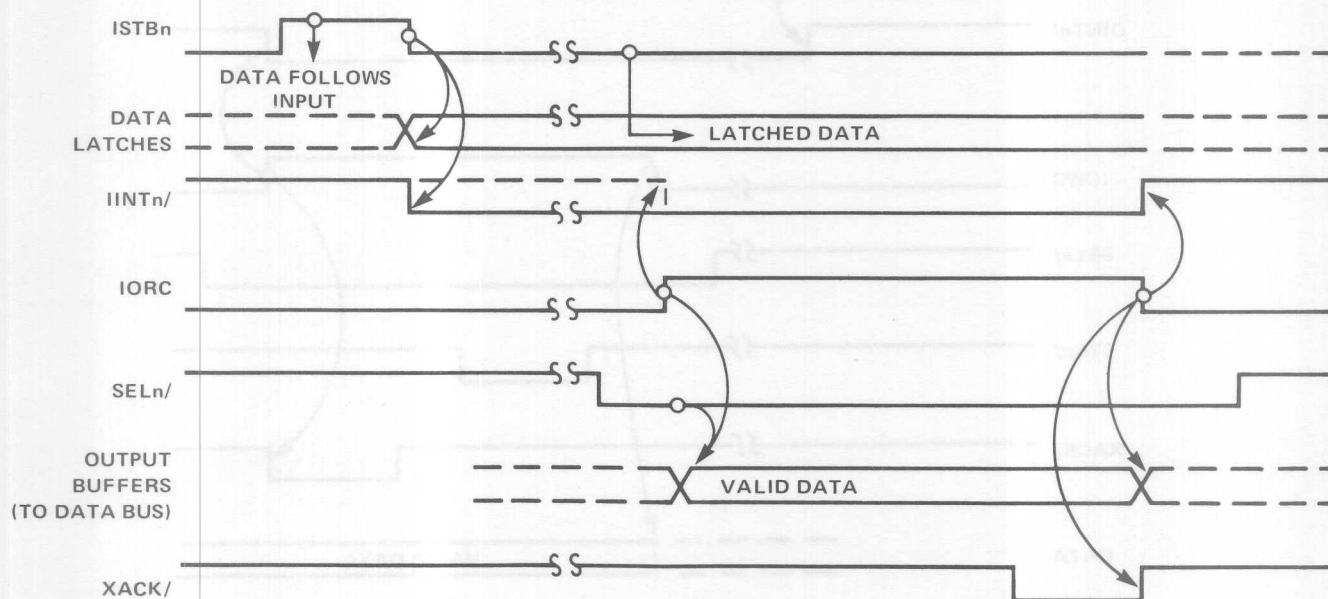 ISTBn
DATA FOLLOWS
INPUT
DATA
LATCHES
LATCHED DATA
IINTn/
IORC
SELn/
OUTPUT
BUFFERS
(TO DATA BUS)
VALID DATA
XACK/